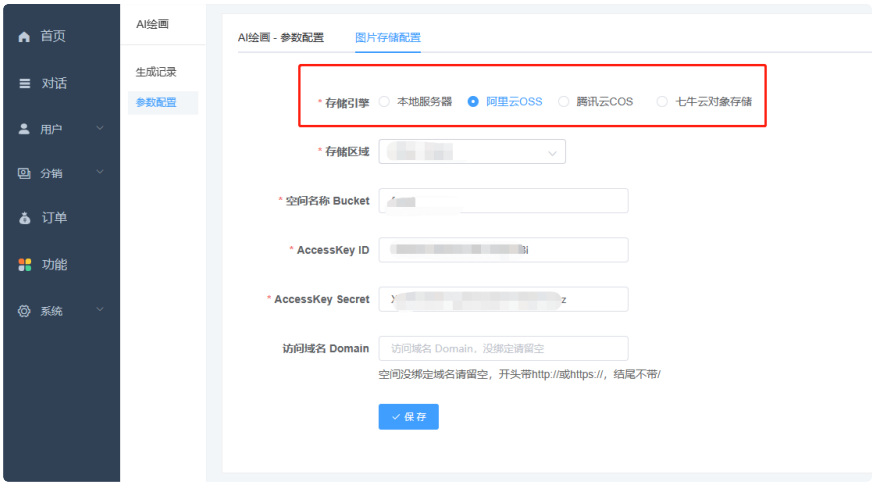 首页
对话
用户
分销
订单
功能
系统
AI绘画
生成记录
参数配置
AI绘画 - 参数配置 图片存储配置
* 存储引擎 本地服务器 阿里云OSS 腾讯云COS 七牛云对象存储
* 存储区域
* 空间名称 Bucket
* AccessKey ID
* AccessKey Secret
访问域名 Domain 访问域名 Domain，没绑定请留空
空间没绑定域名请留空，开头带http://或https://，结尾不带/
保存